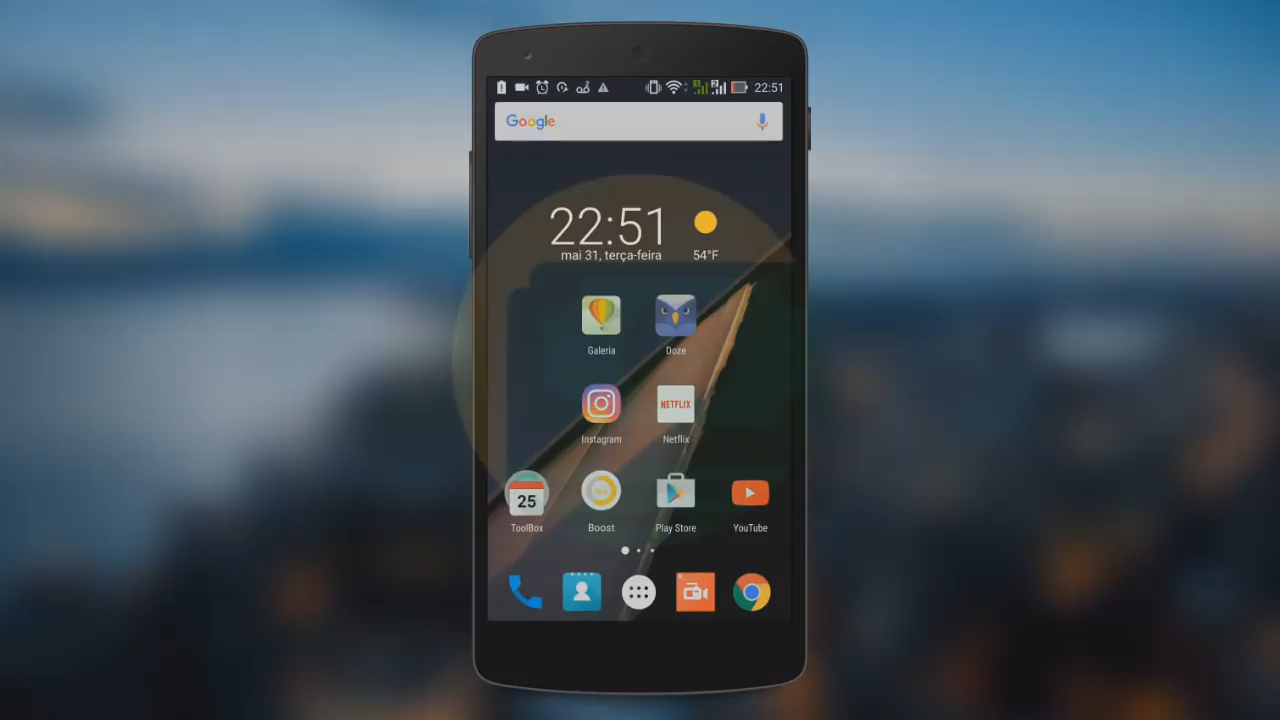 22:51
Google
22:51
mai 31, terça-feira
54°F
Galeria
Doze
NETFLIX
Instagram
Netflix
25
ToolBox
Boost
Play Store
YouTube